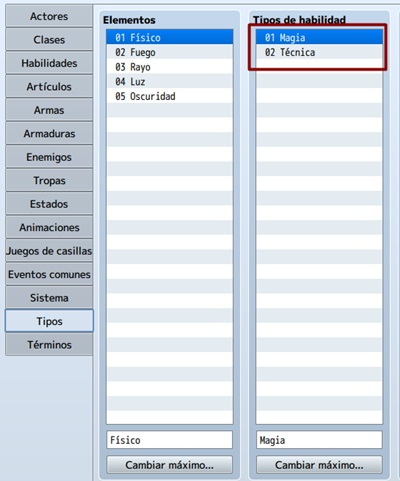 Actores
Clases
Habilidades
Artículos
Armas
Armaduras
Enemigos
Tropas
Estados
Animaciones
Juegos de casillas
Eventos comunes
Sistema
Tipos
Términos
Elementos
01 Físico
02 Fuego
03 Rayo
04 Luz
05 Oscuridad
Físico
Cambiar máximo...
Tipos de habilidad
01 Magia
02 Técnica
Magia
Cambiar máximo...